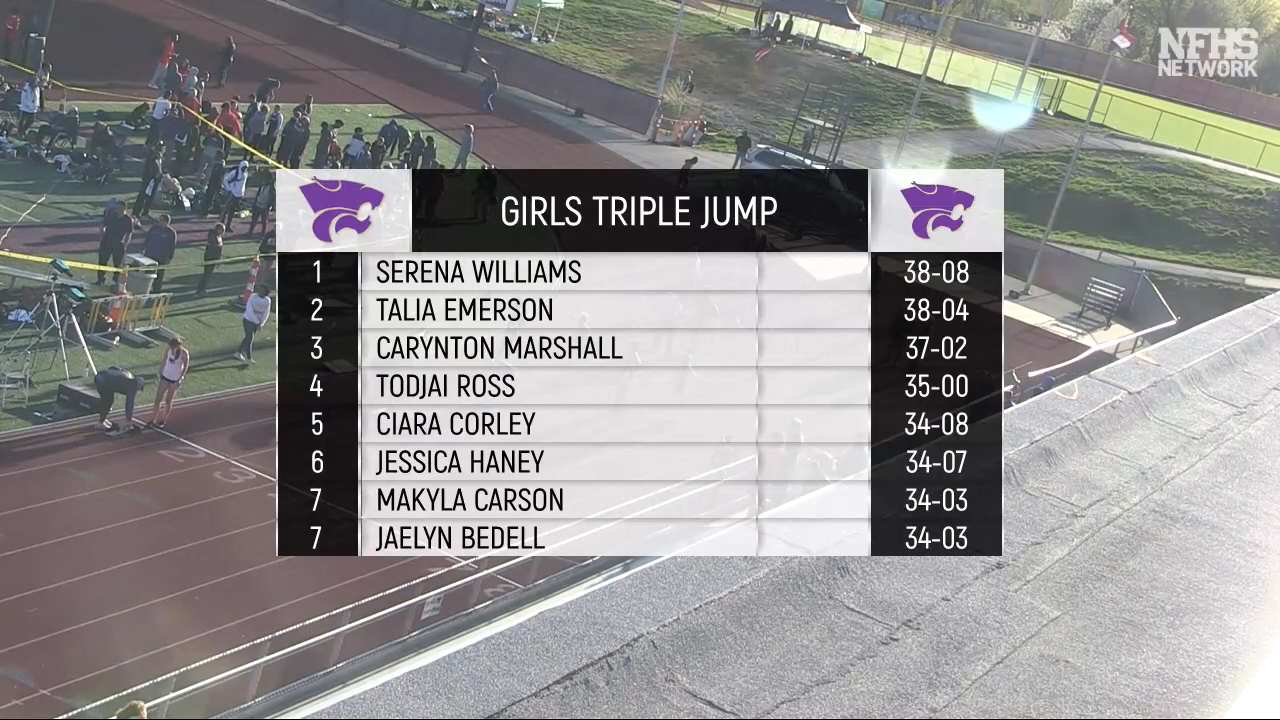 NFHS
NETWORK
GIRLS TRIPLE JUMP
1 SERENA WILLIAMS 38-08
2 TALIA EMERSON 38-04
3 CARYNTON MARSHALL 37-02
4 TODJAI ROSS 35-00
5 CIARA CORLEY 34-08
6 JESSICA HANEY 34-07
7 MAKYLA CARSON 34-03
7 JAELYN BEDELL 34-03
2
3